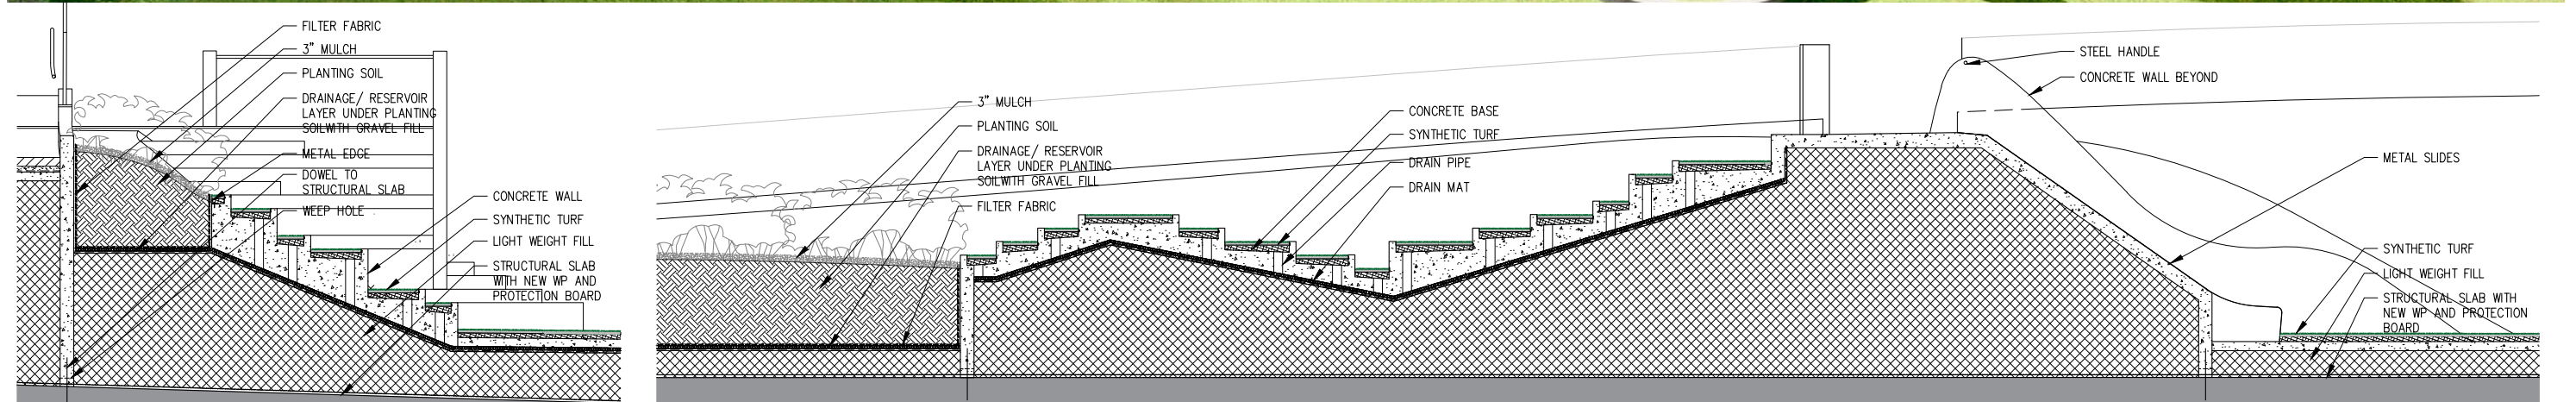 FILTER FABRIC
3" MULCH
PLANTING SOIL
DRAINAGE/ RESERVOIR
LAYER UNDER PLANTING
SOILWITH GRAVEL FILL
METAL EDGE
DOWEL TO
STRUCTURAL SLAB
WEEP HOLE
CONCRETE WALL
SYNTHETIC TURF
LIGHT WEIGHT FILL
STRUCTURAL SLAB
WITH NEW WP AND
PROTECTION BOARD
3" MULCH
PLANTING SOIL
DRAINAGE/ RESERVOIR
LAYER UNDER PLANTING
SOILWITH GRAVEL FILL
FILTER FABRIC
CONCRETE BASE
SYNTHETIC TURF
DRAIN PIPE
DRAIN MAT
STEEL HANDLE
CONCRETE WALL BEYOND
METAL SLIDES
SYNTHETIC TURF
LIGHT WEIGHT FILL
STRUCTURAL SLAB WITH
NEW WP AND PROTECTION
BOARD